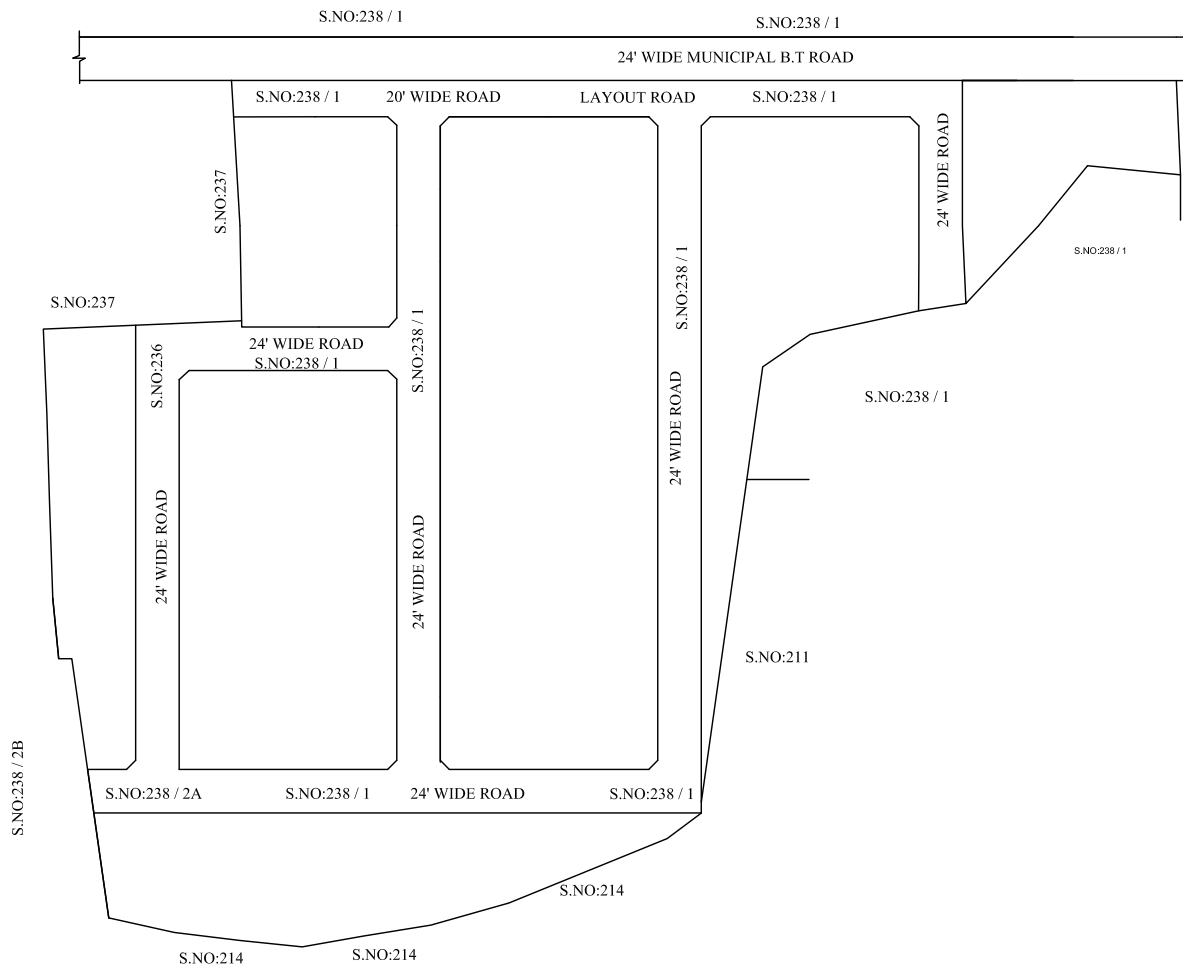 S.NO:238 / 1
S.NO:238 / 1
24' WIDE MUNICIPAL B.T ROAD
S.NO:238 / 1
20' WIDE ROAD
LAYOUT ROAD
S.NO:238 / 1
24' WIDE ROAD
S.NO:237
S.NO:238 / 1
S.NO:238 / 1
S.NO:237
S.NO:238 / 1
24' WIDE ROAD
S.NO:238 / 1
S.NO:236
S.NO:238 / 1
24' WIDE ROAD
24' WIDE ROAD
24' WIDE ROAD
S.NO:211
S.NO:238 / 2B
S.NO:238 / 2A
S.NO:238 / 1
24' WIDE ROAD
S.NO:238 / 1
S.NO:214
S.NO:214
S.NO:214